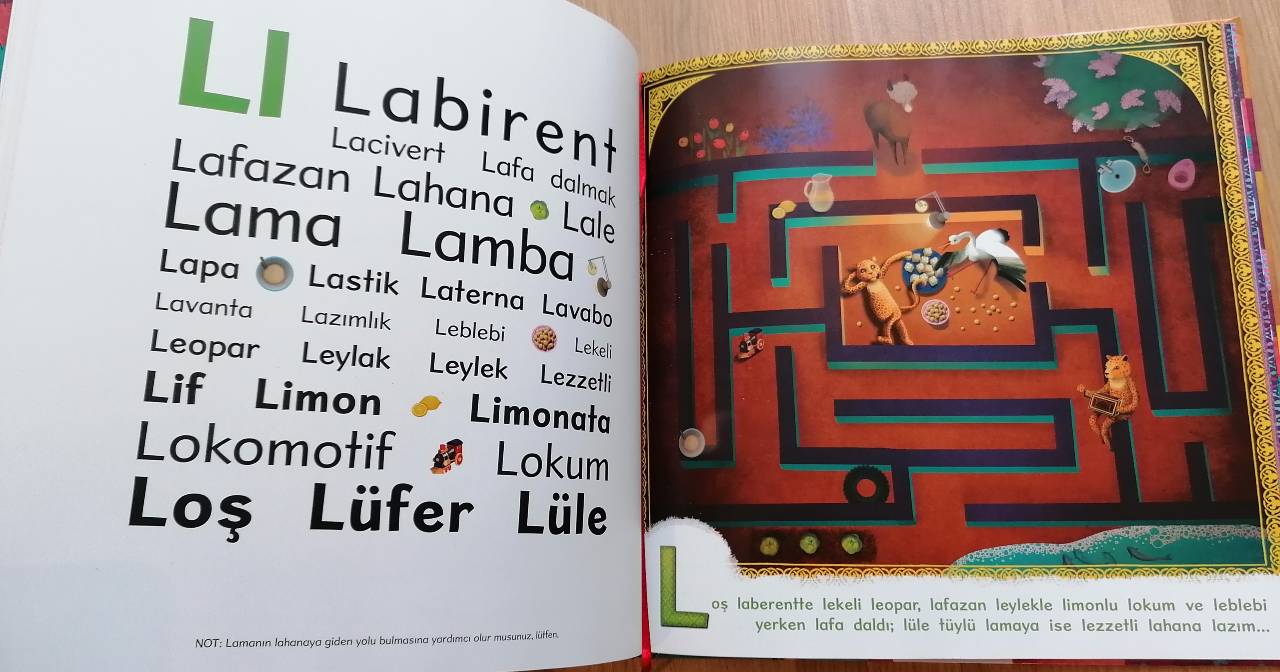 Ll Labirent
Lacivert Lafa dalmak
Lafazan Lahana Lale
Lama Lamba
Lapa Lastik Laterna Lavabo
Lavanta Lazımlık Leblebi Lekeli
Leopar Leylak Leylek Lezzetli
Lif Limon Limonata
Lokomotif Lokum
Loş Lüfer Lüle
NOT: Lamanın lahanaya giden yolu bulmasına yardımcı olur musunuz, lütfen.
Loş laberentte lekeli leopar, lafazan leylekle limonlu lokum ve leblebi
yerken lafa daldı; lüle tüylü lamaya ise lezzetli lahana lazım...